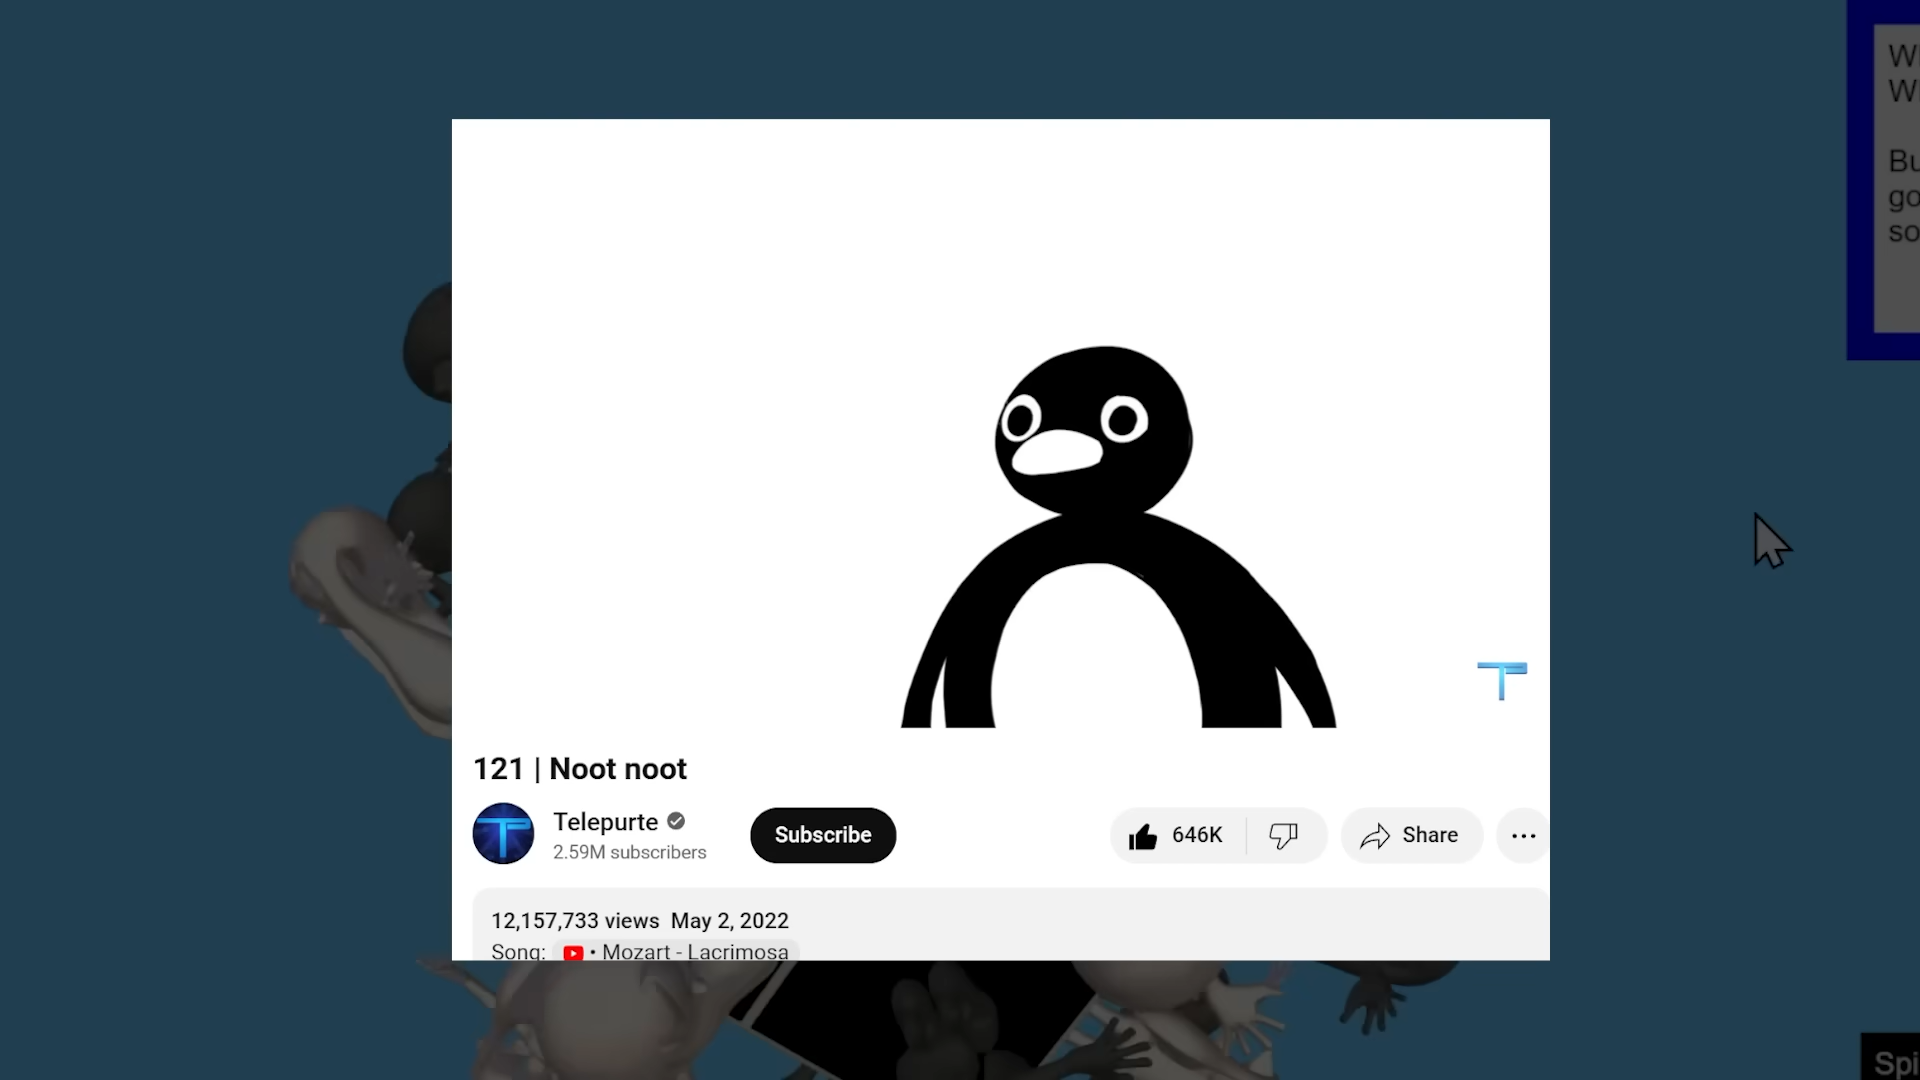 121 | Noot noot
Telepurte
2.59M subscribers
Subscribe
646K
Share
12,157,733 views May 2, 2022
Song: • Mozart - Lacrimosa